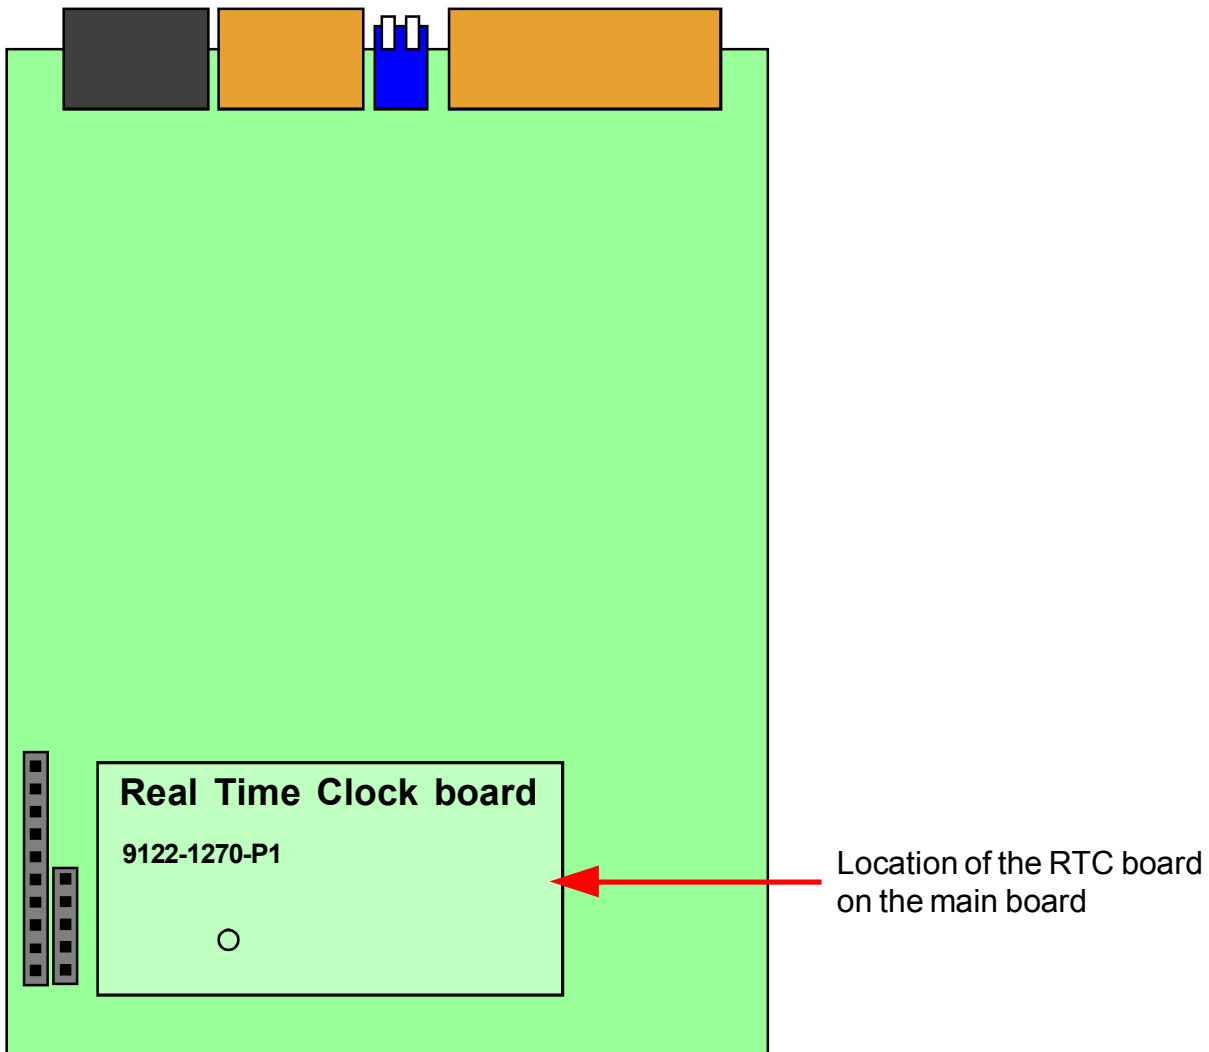 Real Time Clock board
9122-1270-P1
Location of the RTC board
on the main board